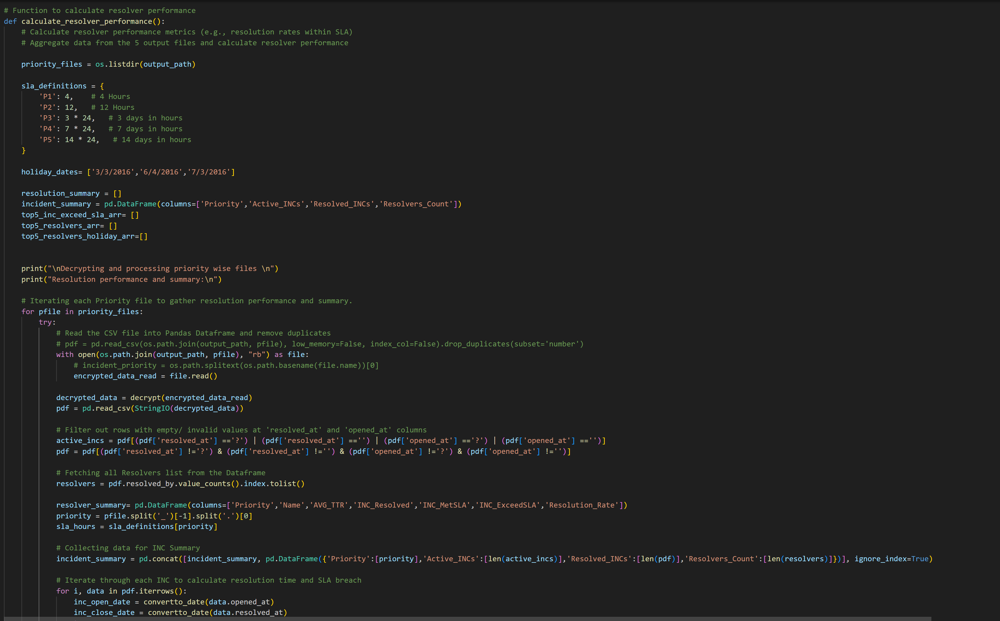 # Function to calculate resolver performance
def calculate_resolver_performance():
    # Calculate resolver performance metrics (e.g., resolution rates within SLA)
    # Aggregate data from the 5 output files and calculate resolver performance

    priority_files = os.listdir(output_path)

    sla_definitions = {
        'P1': 4,    # 4 Hours
        'P2': 12,   # 12 Hours
        'P3': 3 * 24,   # 3 days in hours
        'P4': 7 * 24,   # 7 days in hours
        'P5': 14 * 24,   # 14 days in hours
    }

    holiday_dates= ['3/3/2016','6/4/2016','7/3/2016']

    resolution_summary = []
    incident_summary = pd.DataFrame(columns=['Priority','Active_INCs','Resolved_INCs','Resolvers_Count'])
    top5_inc_exceed_sla_arr= []
    top5_resolvers_arr= []
    top5_resolvers_holiday_arr=[]


    print("\nDecrypting and processing priority wise files \n")
    print("Resolution performance and summary:\n")

    # Iterating each Priority file to gather resolution performance and summary.
    for pfile in priority_files:
        try:
            # Read the CSV file into Pandas Dataframe and remove duplicates
            # pdf = pd.read_csv(os.path.join(output_path, pfile), low_memory=False, index_col=False).drop_duplicates(subset='number')
            with open(os.path.join(output_path, pfile), "rb") as file:
                # incident_priority = os.path.splitext(os.path.basename(file.name))[0]
                encrypted_data_read = file.read()

            decrypted_data = decrypt(encrypted_data_read)
            pdf = pd.read_csv(StringIO(decrypted_data))

            # Filter out rows with empty/ invalid values at 'resolved_at' and 'opened_at' columns
            active_incs = pdf[(pdf['resolved_at'] =='?') | (pdf['resolved_at'] =='') | (pdf['opened_at'] =='?') | (pdf['opened_at'] =='')]
            pdf = pdf[(pdf['resolved_at'] !='?') & (pdf['resolved_at'] !='') & (pdf['opened_at'] !='?') & (pdf['opened_at'] !='')]

            # Fetching all Resolvers list from the Dataframe
            resolvers = pdf.resolved_by.value_counts().index.tolist()

            resolver_summary= pd.DataFrame(columns=['Priority','Name','AVG_TTR','INC_Resolved','INC_MetSLA','INC_ExceedSLA','Resolution_Rate'])
            priority = pfile.split('_')[-1].split('.')[0]
            sla_hours = sla_definitions[priority]

            # Collecting data for INC Summary
            incident_summary = pd.concat([incident_summary, pd.DataFrame({'Priority':[priority],'Active_INCs':[len(active_incs)],'Resolved_INCs':[len(pdf)],'Resolvers_Count':[len(resolvers)]})], ignore_index=True)

            # Iterate through each INC to calculate resolution time and SLA breach
            for i, data in pdf.iterrows():
                inc_open_date = convertto_date(data.opened_at)
                inc_close_date = convertto_date(data.resolved_at)